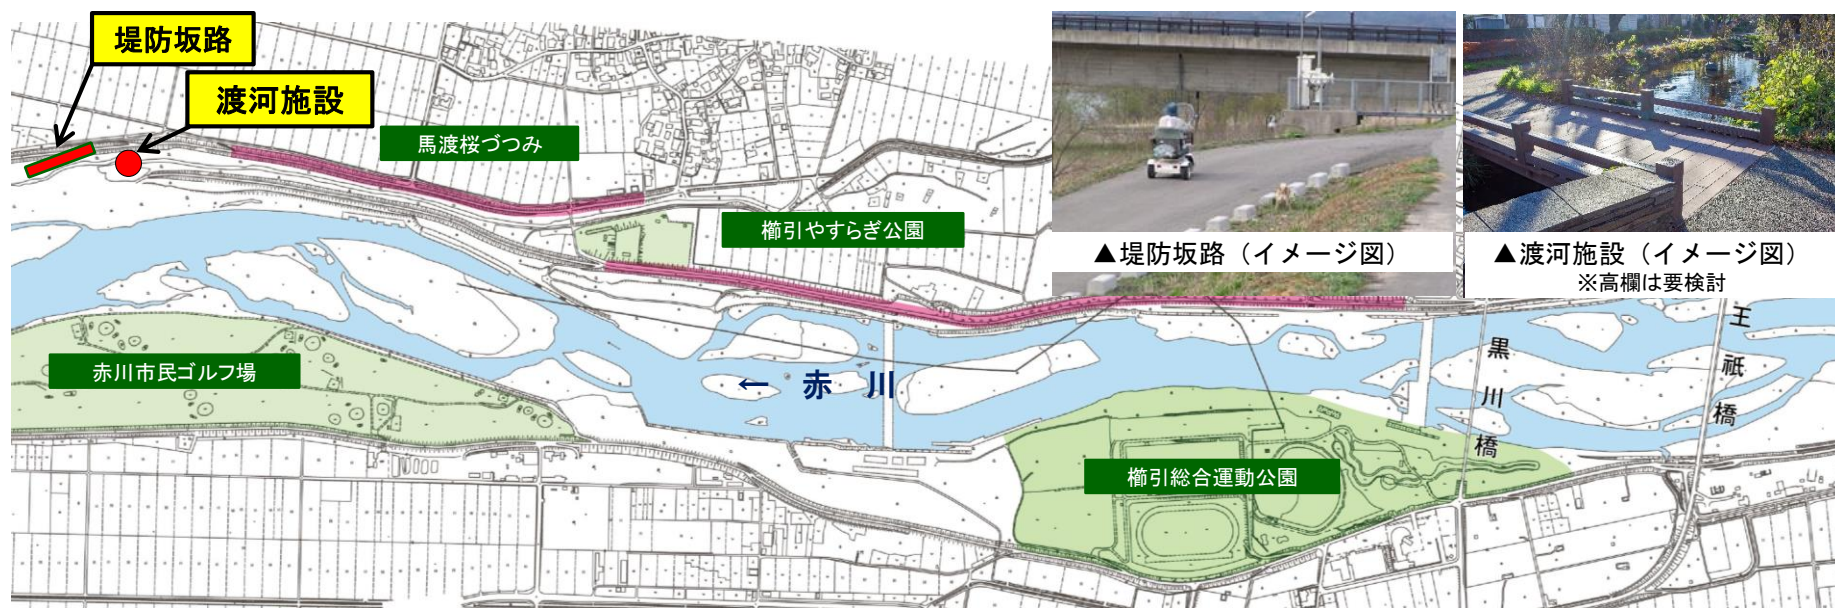 堤防坂路
渡河施設
馬渡桜づつみ
櫛引やすらぎ公園
▲堤防坂路（イメージ図）
▲渡河施設（イメージ図）
※高欄は要検討
赤川市民ゴルフ場
← 赤 川
櫛引総合運動公園
黒川橋
王祇橋